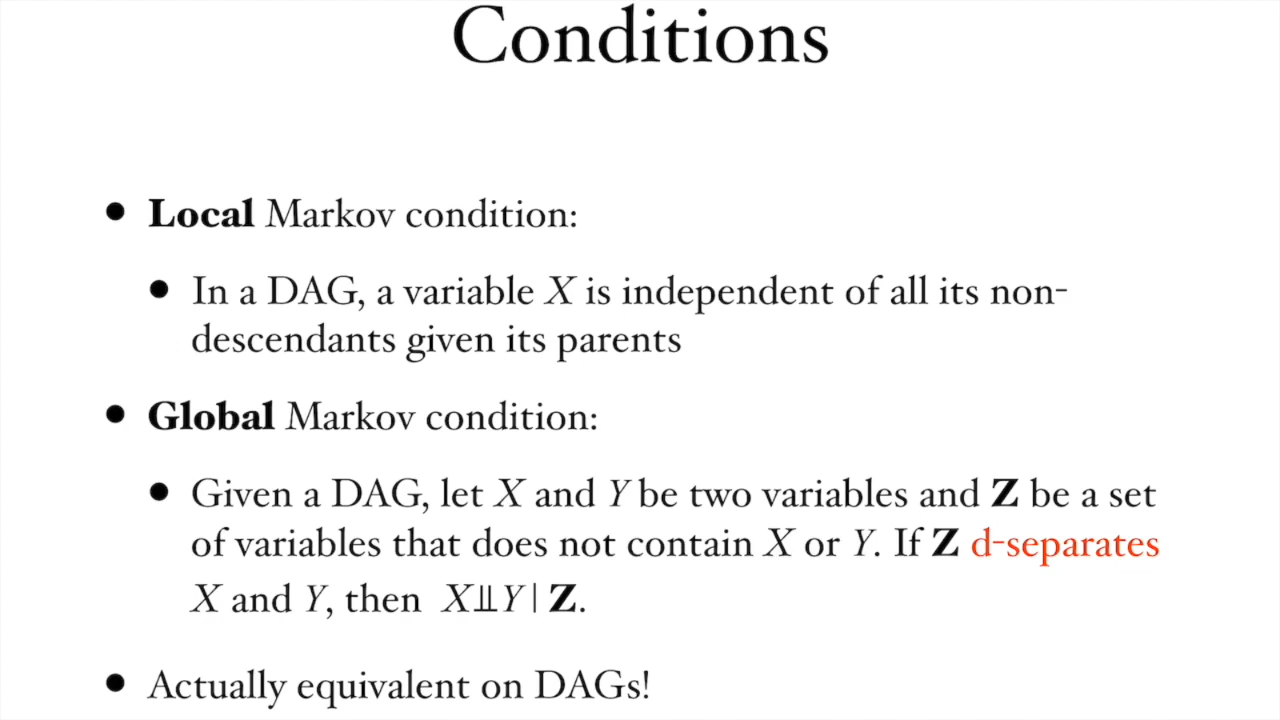 Conditions
• Local Markov condition:
• In a DAG, a variable X is independent of all its non-
descendants given its parents
• Global Markov condition:
• Given a DAG, let X and Y be two variables and Z be a set
of variables that does not contain X or Y. If Z d-separates
X and Y, then X⫫Y | Z.
• Actually equivalent on DAGs!